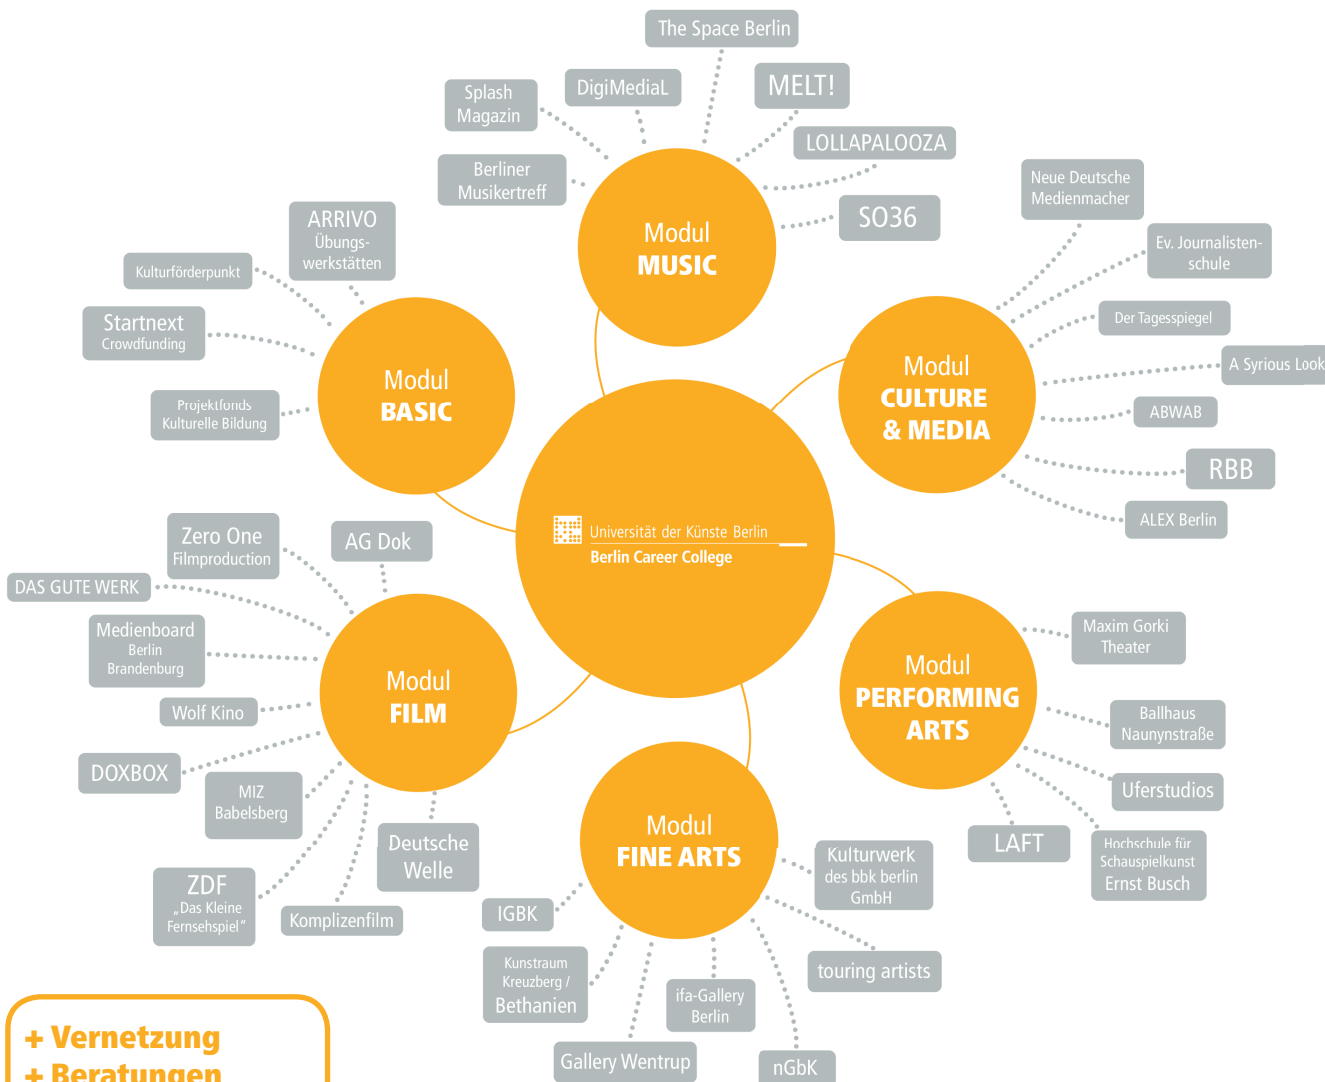 The Space Berlin
DigiMediaL
MELT!
Splash
Magazin
LOLLAPALOOZA
Berliner
Musikertreff
SO36
Modul
MUSIC
Neue Deutsche
Medienmacher
Ev. Journalisten-
schule
Der Tagesspiegel
A Syrious Look
ABWAB
RBB
ALEX Berlin
Modul
CULTURE
& MEDIA
ARRIVO
Übungs-
werkstätten
Kulturförderpunkt
Startnext
Crowdfunding
Projektfonds
Kulturelle Bildung
Modul
BASIC
Universität der Künste Berlin
Berlin Career College
Zero One
Filmproduction
AG Dok
DAS GUTE WERK
Medienboard
Berlin
Brandenburg
Wolf Kino
DOXBOX
MIZ
Babelsberg
ZDF
„Das Kleine
Fernsehspiel“
Komplizenfilm
Deutsche
Welle
Modul
FILM
Modul
PERFORMING
ARTS
Maxim Gorki
Theater
Ballhaus
Naunynstraße
Uferstudios
Hochschule für
Schauspielkunst
Ernst Busch
LAFT
Modul
FINE ARTS
Kulturwerk
des bbk berlin
GmbH
touring artists
IGBK
Kunstraum
Kreuzberg /
Bethanien
ifa-Gallery
Berlin
Gallery Wentrup
nGbK
+ Vernetzung
+ Beratungen